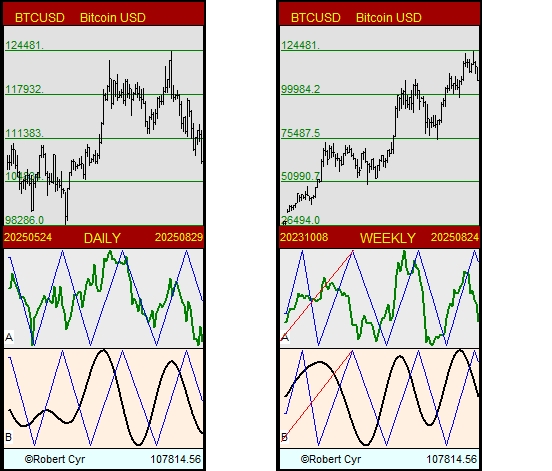 BTCUSD Bitcoin USD
124481.
117932.
111383.
98286.0
20250524 DAILY 20250829
A
B
©Robert Cyr 107814.56
BTCUSD Bitcoin USD
124481.
99984.2
75487.5
50990.7
26494.0
20231008 WEEKLY 20250824
A
B
©Robert Cyr 107814.56